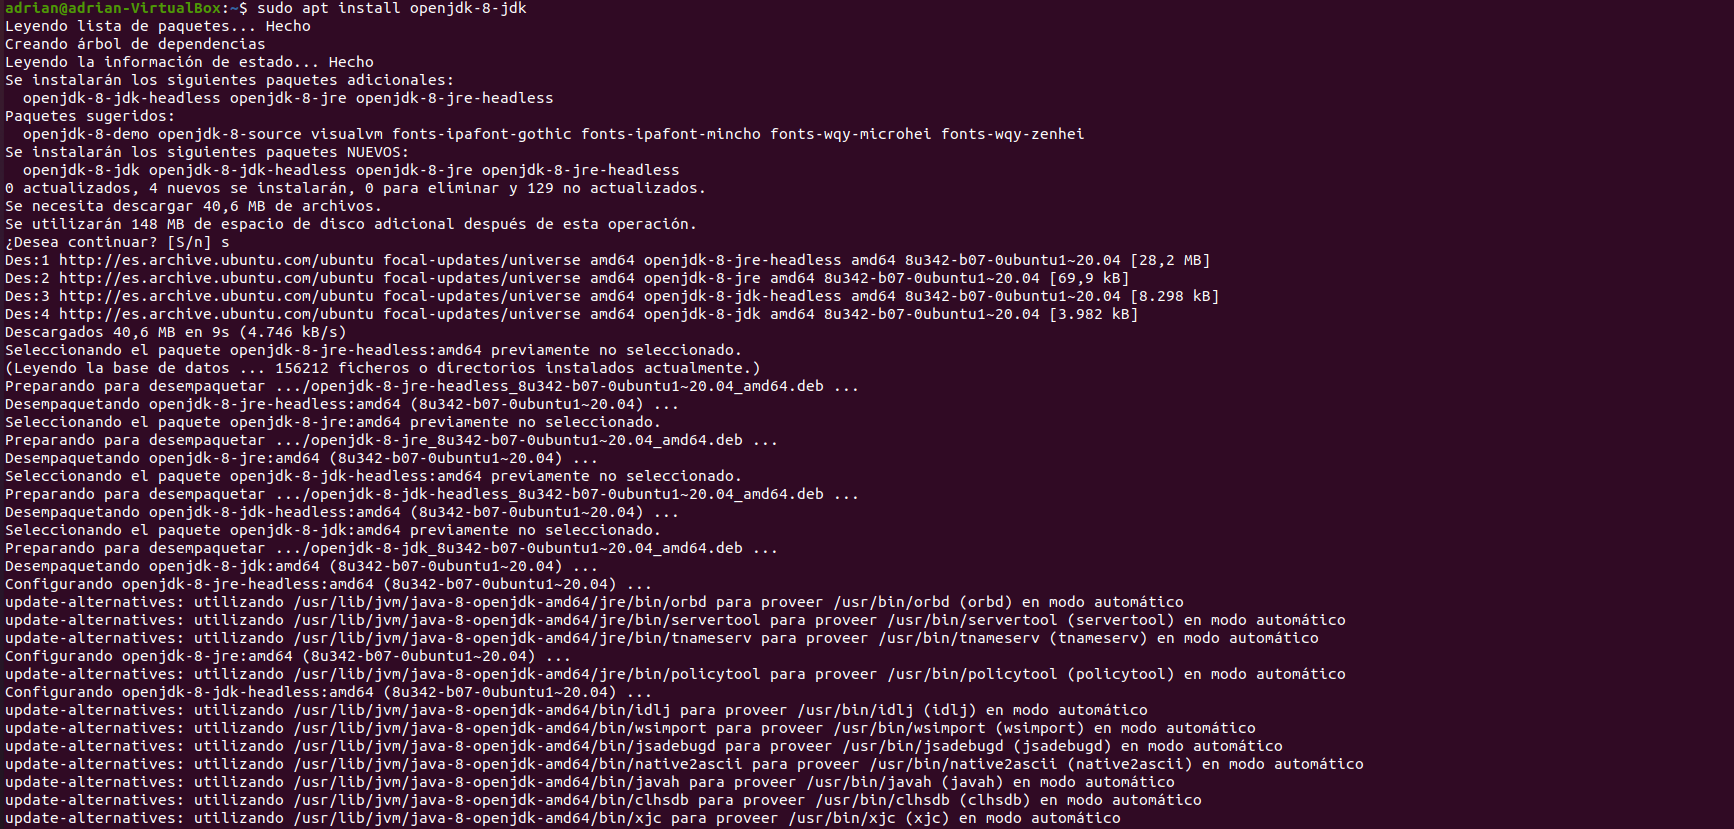 adrian@adrian-VirtualBox:~$ sudo apt install openjdk-8-jdk
Leyendo lista de paquetes... Hecho
Creando árbol de dependencias
Leyendo la información de estado... Hecho
Se instalarán los siguientes paquetes adicionales:
  openjdk-8-jdk-headless openjdk-8-jre openjdk-8-jre-headless
Paquetes sugeridos:
  openjdk-8-demo openjdk-8-source visualvm fonts-ipafont-gothic fonts-ipafont-mincho fonts-wqy-microhei fonts-wqy-zenhei
Se instalarán los siguientes paquetes NUEVOS:
  openjdk-8-jdk openjdk-8-jdk-headless openjdk-8-jre openjdk-8-jre-headless
0 actualizados, 4 nuevos se instalarán, 0 para eliminar y 129 no actualizados.
Se necesita descargar 40,6 MB de archivos.
Se utilizarán 148 MB de espacio de disco adicional después de esta operación.
¿Desea continuar? [S/n] s
Des:1 http://es.archive.ubuntu.com/ubuntu focal-updates/universe amd64 openjdk-8-jre-headless amd64 8u342-b07-0ubuntu1~20.04 [28,2 MB]
Des:2 http://es.archive.ubuntu.com/ubuntu focal-updates/universe amd64 openjdk-8-jre amd64 8u342-b07-0ubuntu1~20.04 [69,9 kB]
Des:3 http://es.archive.ubuntu.com/ubuntu focal-updates/universe amd64 openjdk-8-jdk-headless amd64 8u342-b07-0ubuntu1~20.04 [8.298 kB]
Des:4 http://es.archive.ubuntu.com/ubuntu focal-updates/universe amd64 openjdk-8-jdk amd64 8u342-b07-0ubuntu1~20.04 [3.982 kB]
Descargados 40,6 MB en 9s (4.746 kB/s)
Seleccionando el paquete openjdk-8-jre-headless:amd64 previamente no seleccionado.
(Leyendo la base de datos ... 156212 ficheros o directorios instalados actualmente.)
Preparando para desempaquetar .../openjdk-8-jre-headless_8u342-b07-0ubuntu1~20.04_amd64.deb ...
Desempaquetando openjdk-8-jre-headless:amd64 (8u342-b07-0ubuntu1~20.04) ...
Seleccionando el paquete openjdk-8-jre:amd64 previamente no seleccionado.
Preparando para desempaquetar .../openjdk-8-jre_8u342-b07-0ubuntu1~20.04_amd64.deb ...
Desempaquetando openjdk-8-jre:amd64 (8u342-b07-0ubuntu1~20.04) ...
Seleccionando el paquete openjdk-8-jdk-headless:amd64 previamente no seleccionado.
Preparando para desempaquetar .../openjdk-8-jdk-headless_8u342-b07-0ubuntu1~20.04_amd64.deb ...
Desempaquetando openjdk-8-jdk-headless:amd64 (8u342-b07-0ubuntu1~20.04) ...
Seleccionando el paquete openjdk-8-jdk:amd64 previamente no seleccionado.
Preparando para desempaquetar .../openjdk-8-jdk_8u342-b07-0ubuntu1~20.04_amd64.deb ...
Desempaquetando openjdk-8-jdk:amd64 (8u342-b07-0ubuntu1~20.04) ...
Configurando openjdk-8-jre-headless:amd64 (8u342-b07-0ubuntu1~20.04) ...
update-alternatives: utilizando /usr/lib/jvm/java-8-openjdk-amd64/jre/bin/orbd para proveer /usr/bin/orbd (orbd) en modo automático
update-alternatives: utilizando /usr/lib/jvm/java-8-openjdk-amd64/jre/bin/servertool para proveer /usr/bin/servertool (servertool) en modo automático
update-alternatives: utilizando /usr/lib/jvm/java-8-openjdk-amd64/jre/bin/tnameserv para proveer /usr/bin/tnameserv (tnameserv) en modo automático
Configurando openjdk-8-jre:amd64 (8u342-b07-0ubuntu1~20.04) ...
update-alternatives: utilizando /usr/lib/jvm/java-8-openjdk-amd64/jre/bin/policytool para proveer /usr/bin/policytool (policytool) en modo automático
Configurando openjdk-8-jdk-headless:amd64 (8u342-b07-0ubuntu1~20.04) ...
update-alternatives: utilizando /usr/lib/jvm/java-8-openjdk-amd64/bin/idlj para proveer /usr/bin/idlj (idlj) en modo automático
update-alternatives: utilizando /usr/lib/jvm/java-8-openjdk-amd64/bin/wsimport para proveer /usr/bin/wsimport (wsimport) en modo automático
update-alternatives: utilizando /usr/lib/jvm/java-8-openjdk-amd64/bin/jsadebugd para proveer /usr/bin/jsadebugd (jsadebugd) en modo automático
update-alternatives: utilizando /usr/lib/jvm/java-8-openjdk-amd64/bin/native2ascii para proveer /usr/bin/native2ascii (native2ascii) en modo automático
update-alternatives: utilizando /usr/lib/jvm/java-8-openjdk-amd64/bin/javah para proveer /usr/bin/javah (javah) en modo automático
update-alternatives: utilizando /usr/lib/jvm/java-8-openjdk-amd64/bin/clhsdb para proveer /usr/bin/clhsdb (clhsdb) en modo automático
update-alternatives: utilizando /usr/lib/jvm/java-8-openjdk-amd64/bin/xjc para proveer /usr/bin/xjc (xjc) en modo automático